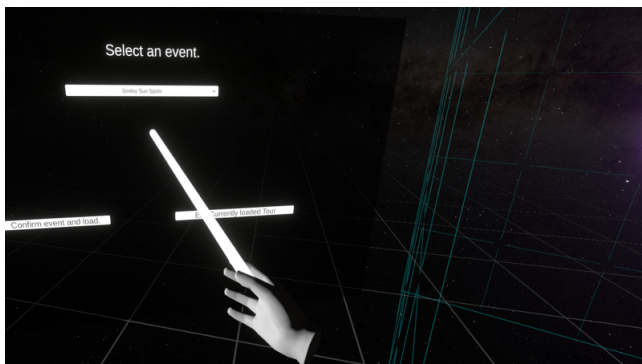 Select an event.
Smiley Sun Spots
Confirm event and load.
Currently loaded Tour